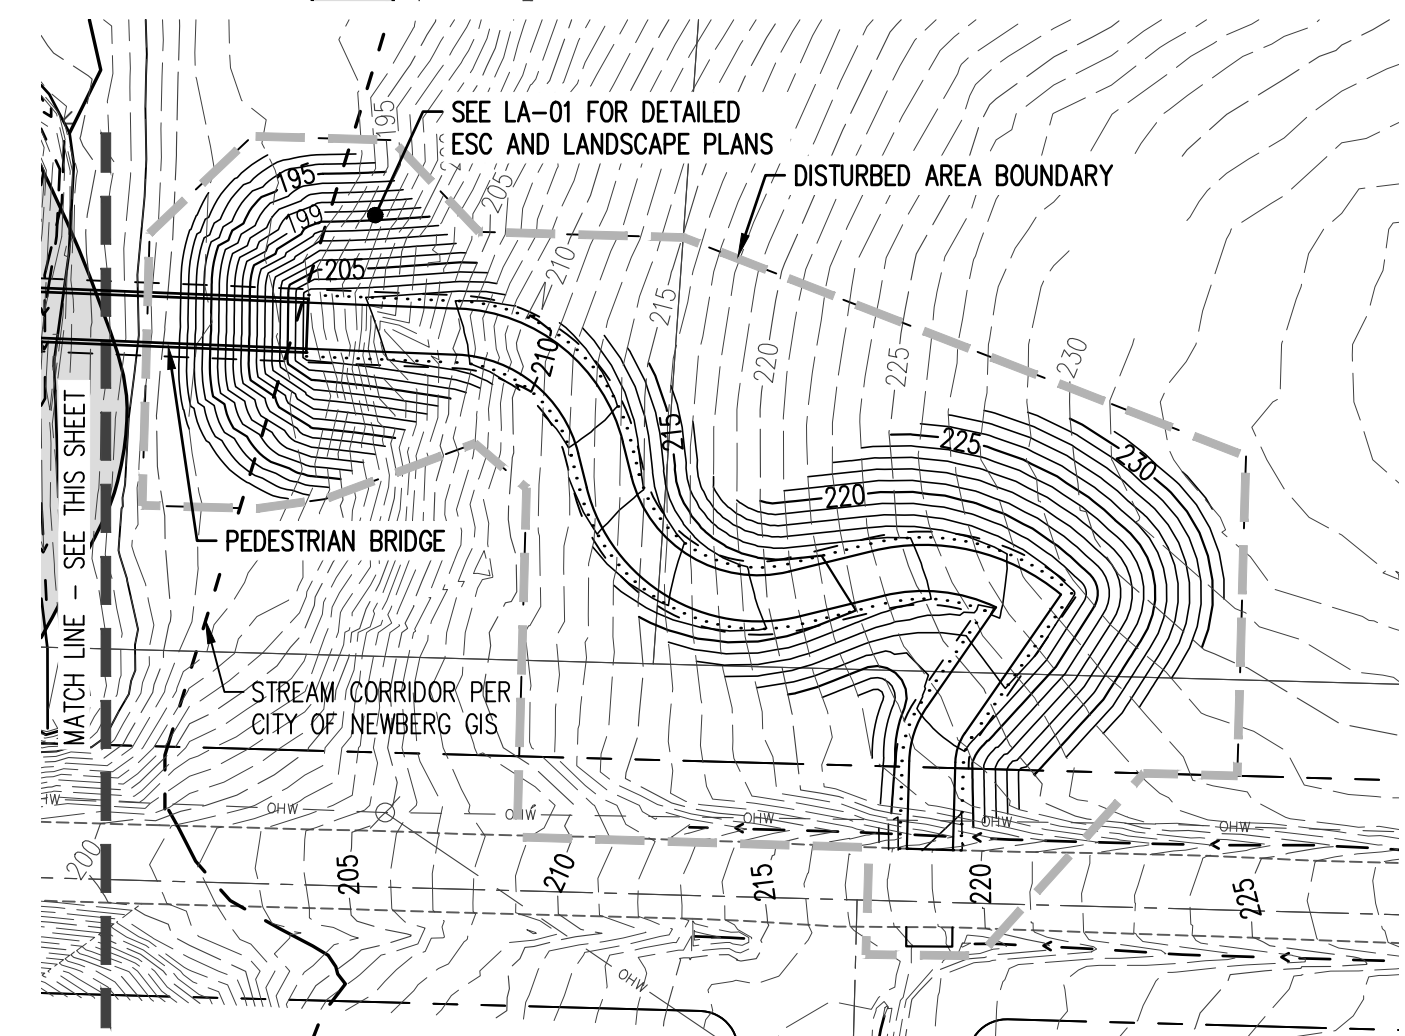 SEE LA-01 FOR DETAILED
ESC AND LANDSCAPE PLANS
DISTURBED AREA BOUNDARY
195
195
199
205
205
210
215
220
225
230
210
215
220
225
230
PEDESTRIAN BRIDGE
MATCH LINE - SEE THIS SHEET
STREAM CORRIDOR PER
CITY OF NEWBERG GIS
OHW
OHW
OHW
OHW
OHW
200
205
210
215
220
225
OHW